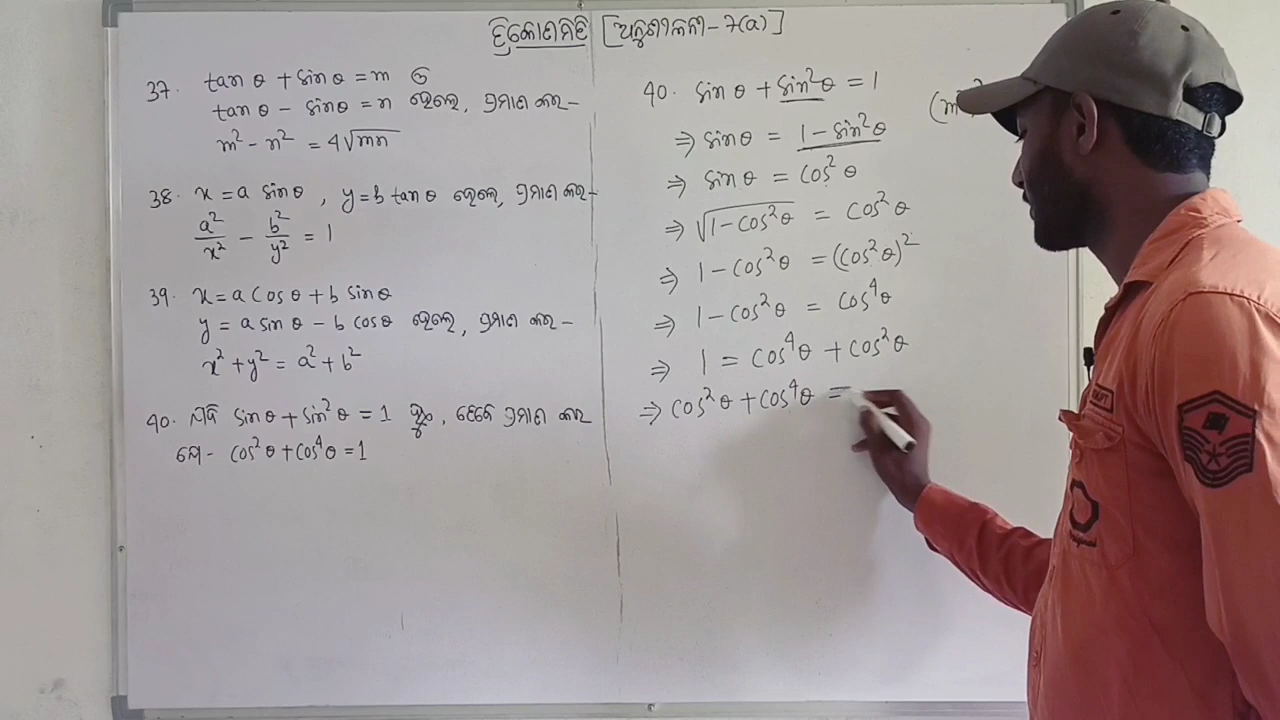 ତ୍ରିକୋଣମିତି [ଅନୁଶୀଳନୀ - 7(a)]
37. tan θ + sin θ = m ଓ
tan θ - sin θ = n ହେଲେ, ପ୍ରମାଣ କର -
m² - n² = 4√mn
38. x = a sin θ , y = b tan θ ହେଲେ, ପ୍ରମାଣ କର -
a²/x² - b²/y² = 1
39. x = a cos θ + b sin θ
y = a sin θ - b cos θ ହେଲେ, ପ୍ରମାଣ କର -
x² + y² = a² + b²
40. ଯଦି sin θ + sin² θ = 1 ହୁଏ, ତେବେ ପ୍ରମାଣ କର
ଯେ - cos² θ + cos⁴ θ = 1
40. sin θ + sin² θ = 1
⇒ sin θ = 1 - sin² θ
⇒ sin θ = cos² θ
⇒ √1 - cos² θ = cos² θ
⇒ 1 - cos² θ = (cos² θ)²
⇒ 1 - cos² θ = cos⁴ θ
⇒ 1 = cos⁴ θ + cos² θ
⇒ cos² θ + cos⁴ θ =